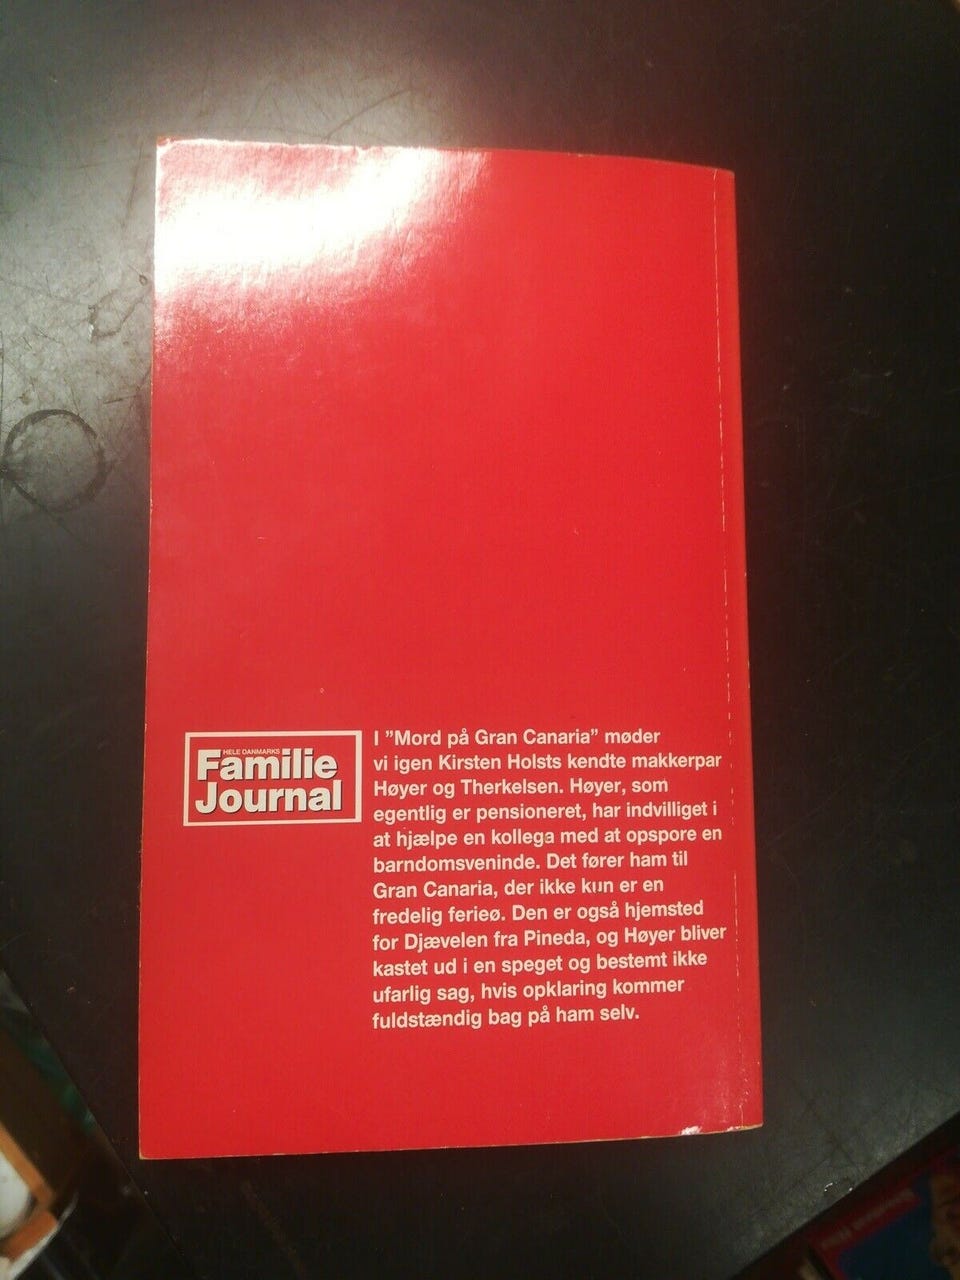 HELE DANMARKS
Familie
Journal
I ”Mord på Gran Canaria” møder
vi igen Kirsten Holsts kendte makkerpar
Høyer og Therkelsen. Høyer, som
egentlig er pensioneret, har indvilliget i
at hjælpe en kollega med at opspore en
barndomsveninde. Det fører ham til
Gran Canaria, der ikke kun er en
fredelig ferieø. Den er også hjemsted
for Djævelen fra Pineda, og Høyer bliver
kastet ud i en speget og bestemt ikke
ufarlig sag, hvis opklaring kommer
fuldstændig bag på ham selv.